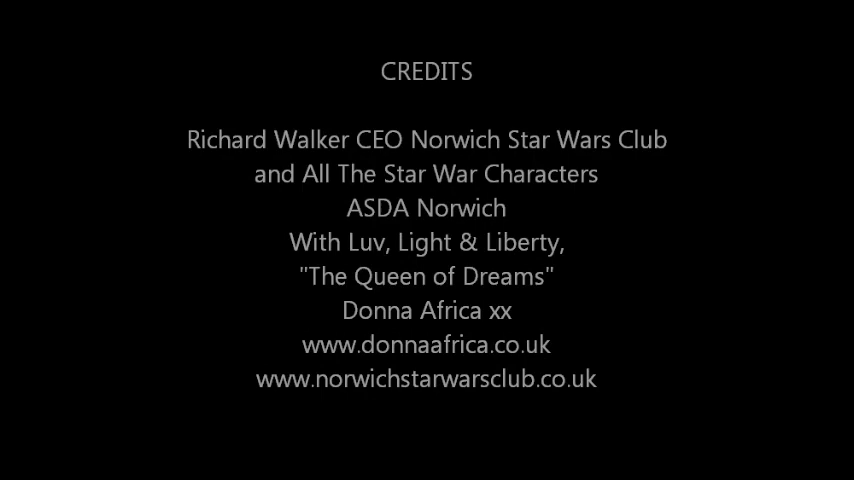 CREDITS
Richard Walker CEO Norwich Star Wars Club
and All The Star War Characters
ASDA Norwich
With Luv, Light & Liberty,
"The Queen of Dreams"
Donna Africa xx
www.donnaafrica.co.uk
www.norwichstarwarsclub.co.uk